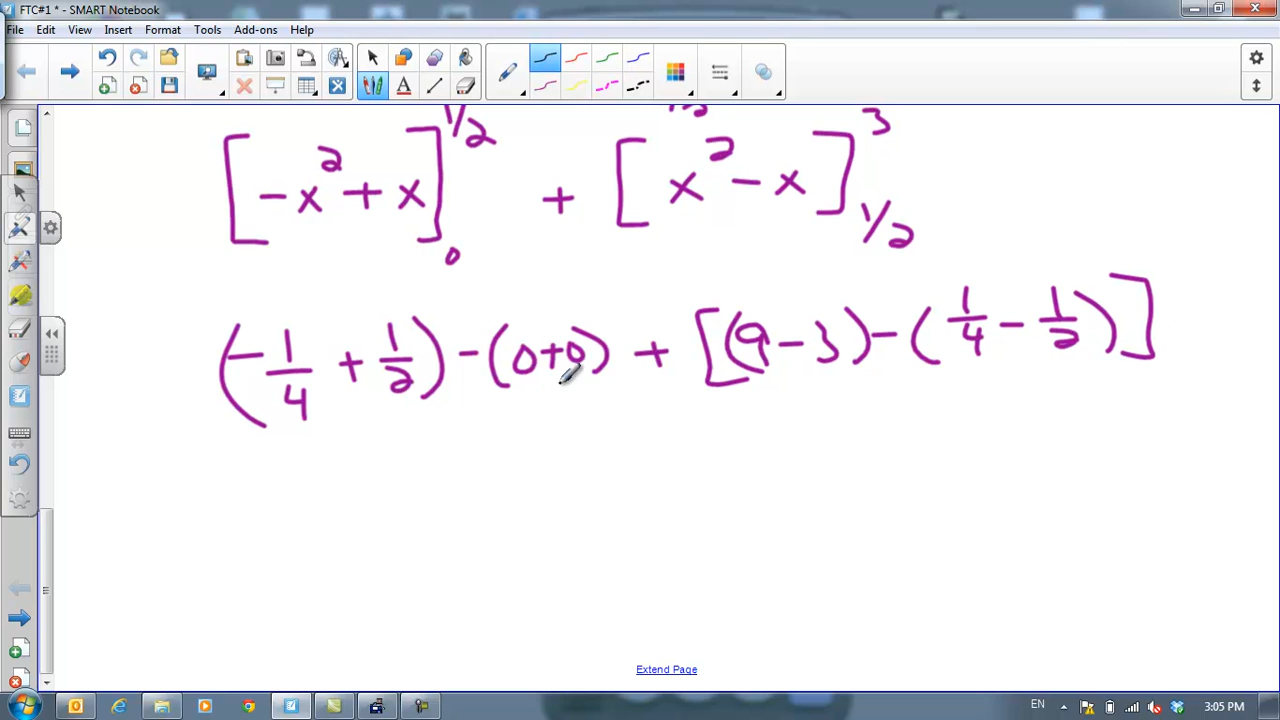 FTC#1 * - SMART Notebook
File Edit View Insert Format Tools Add-ons Help
[-x² + x]₀^1/2 + [x² - x]_1/2^3
(-1/4 + 1/2) - (0+0) + [(9-3) - (1/4 - 1/2)]
Extend Page
EN 3:05 PM